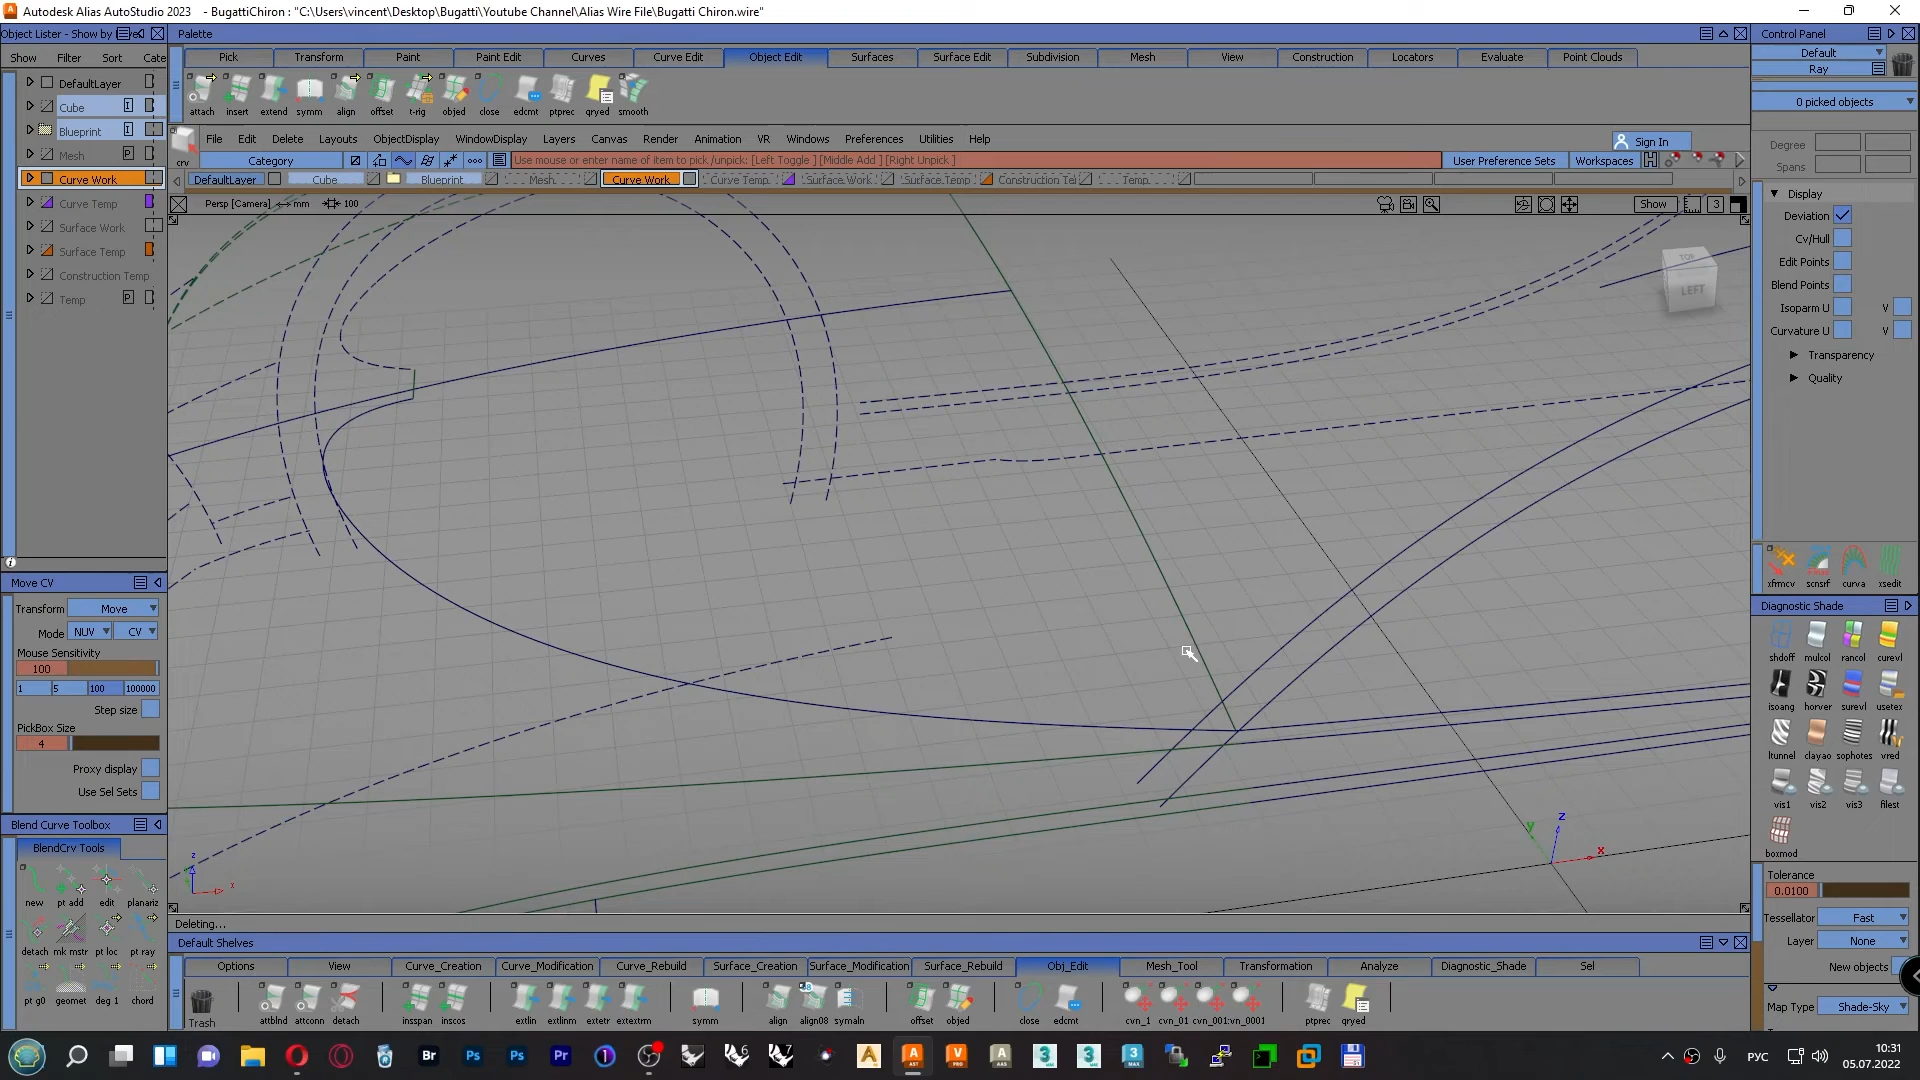 Autodesk Alias AutoStudio 2023 - BugattiChiron : "C:\Users\vincent\Desktop\Bugatti\Youtube Channel\Alias Wire File\Bugatti Chiron.wire"
Object Lister - Show by
Palette
Control Panel
Show Filter Sort Cate
Pick Transform Paint Paint Edit Curves Curve Edit Object Edit Surfaces Surface Edit Subdivision Mesh View Construction Locators Evaluate Point Clouds
Default
Ray
attach insert extend symm align offset t-rig objed close edcmt ptprec qryed smooth
0 picked objects
File Edit Delete Layouts ObjectDisplay WindowDisplay Layers Canvas Render Animation VR Windows Preferences Utilities Help
Sign In
crv
Category
Use mouse or enter name of item to pick /unpick: [Left Toggle ] [Middle Add ] [Right Unpick ]
User Preference Sets Workspaces
DefaultLayer Cube Blueprint Mesh Curve Work Curve Temp Surface Work Surface Temp Construction Te Temp
Persp [Camera] mm 100
Show 3
DefaultLayer
Cube I
Blueprint I
Mesh P
Curve Work
Curve Temp
Surface Work
Surface Temp
Construction Temp
Temp P
Degree
Spans
Display
Deviation
Cv/Hull
Edit Points
Blend Points
Isoparm U V
Curvature U V
Transparency
Quality
TOP
LEFT
xfrmcv scnsrf curva xsedit
Diagnostic Shade
shdoff mulcol rancol curevl
isoang horver surevl usetex
ltunnel clayao sophotes vred
vis1 vis2 vis3 filest
boxmod
Tolerance
0.0100
Tessellator Fast
Layer None
New objects
Map Type Shade-Sky
Move CV
Transform Move
Mode NUV CV
Mouse Sensitivity
100
1 5 100 100000
Step size
PickBox Size
4
Proxy display
Use Sel Sets
Blend Curve Toolbox
BlendCrv Tools
new pt add edit planariz
detach mk mstr pt loc pt ray
pt g0 geomet deg 1 chord
z
x
z
y
x
Deleting...
Default Shelves
Options View Curve_Creation Curve_Modification Curve_Rebuild Surface_Creation Surface_Modification Surface_Rebuild Obj_Edit Mesh_Tool Transformation Analyze Diagnostic_Shade Sel
Trash attblnd attconn detach insspan inscos extlin extlinm extetr extextrm symm align align08 symaln offset objed close edcmt cvn_1 cvn_01 cvn_001 vn_0001 ptprec qryed
Br Ps Ps Pr
РУС
10:31
05.07.2022